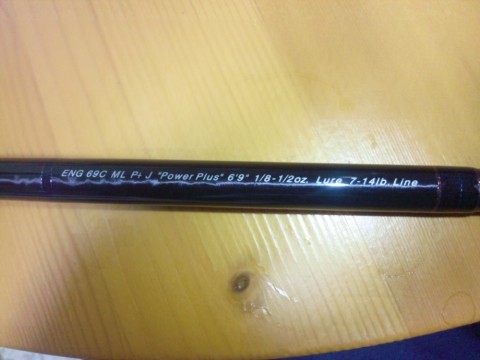 ENG 69C ML P+ J "Power Plus" 6'9" 1/8-1/2oz. Lure 7-14lb. Line